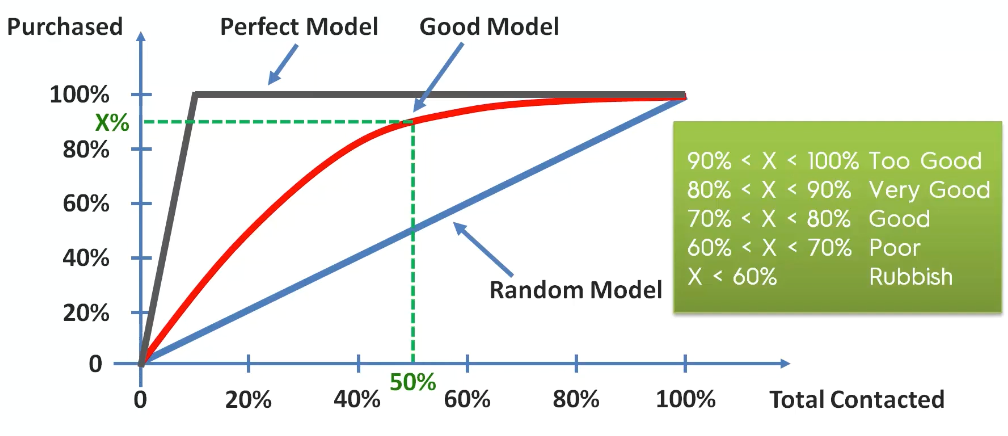 Purchased
Perfect Model
Good Model
100%
X%
80%
60%
40%
20%
0
90% < X < 100% Too Good
80% < X < 90% Very Good
70% < X < 80% Good
60% < X < 70% Poor
X < 60% Rubbish
Random Model
50%
0
20%
40%
60%
80%
100%
Total Contacted